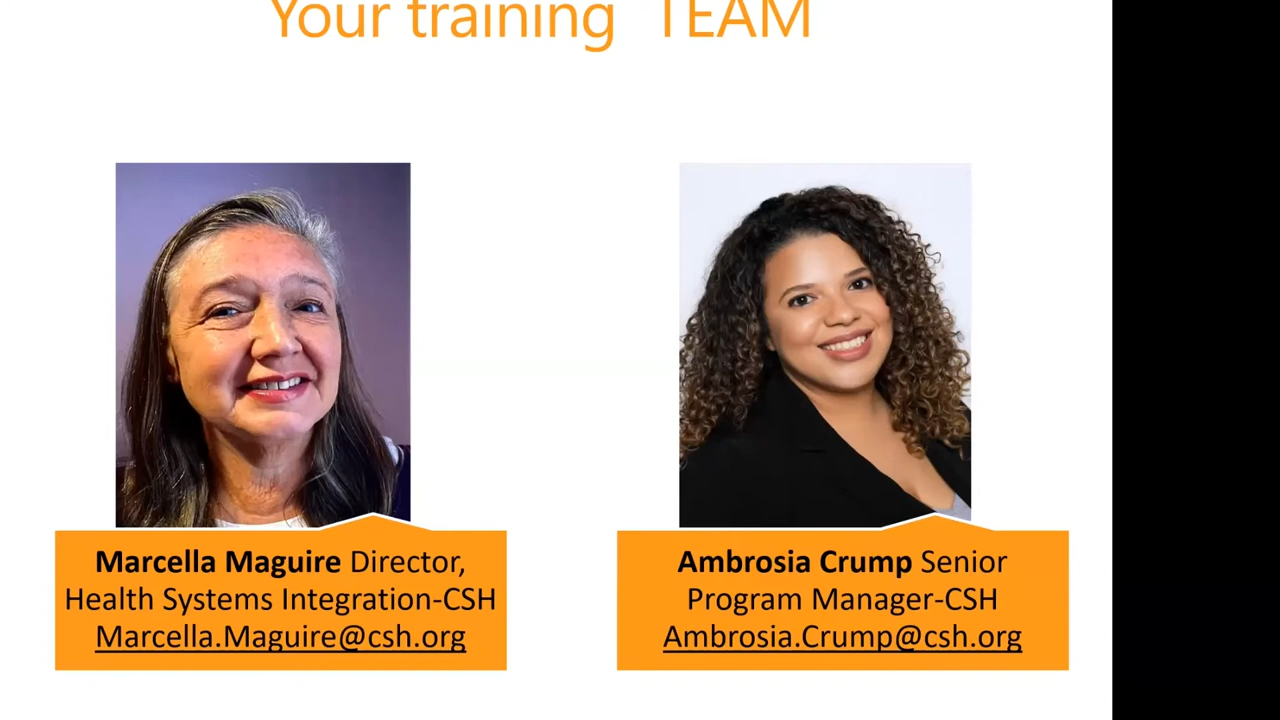 Your training TEAM
Marcella Maguire Director,
Health Systems Integration-CSH
Marcella.Maguire@csh.org
Ambrosia Crump Senior
Program Manager-CSH
Ambrosia.Crump@csh.org